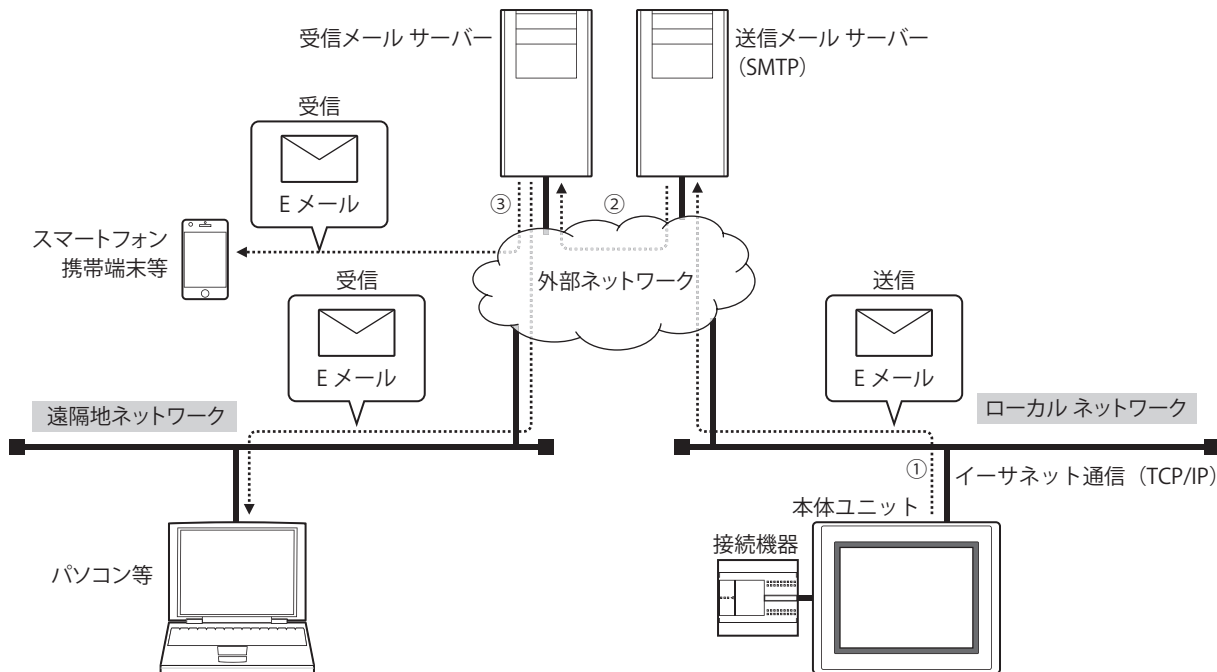 受信メール サーバー
送信メール サーバー
（SMTP）
受信
E メール
③
②
スマートフォン
携帯端末等
外部ネットワーク
受信
E メール
送信
E メール
遠隔地ネットワーク
ローカル ネットワーク
①
イーサネット通信（TCP/IP）
本体ユニット
接続機器
パソコン等